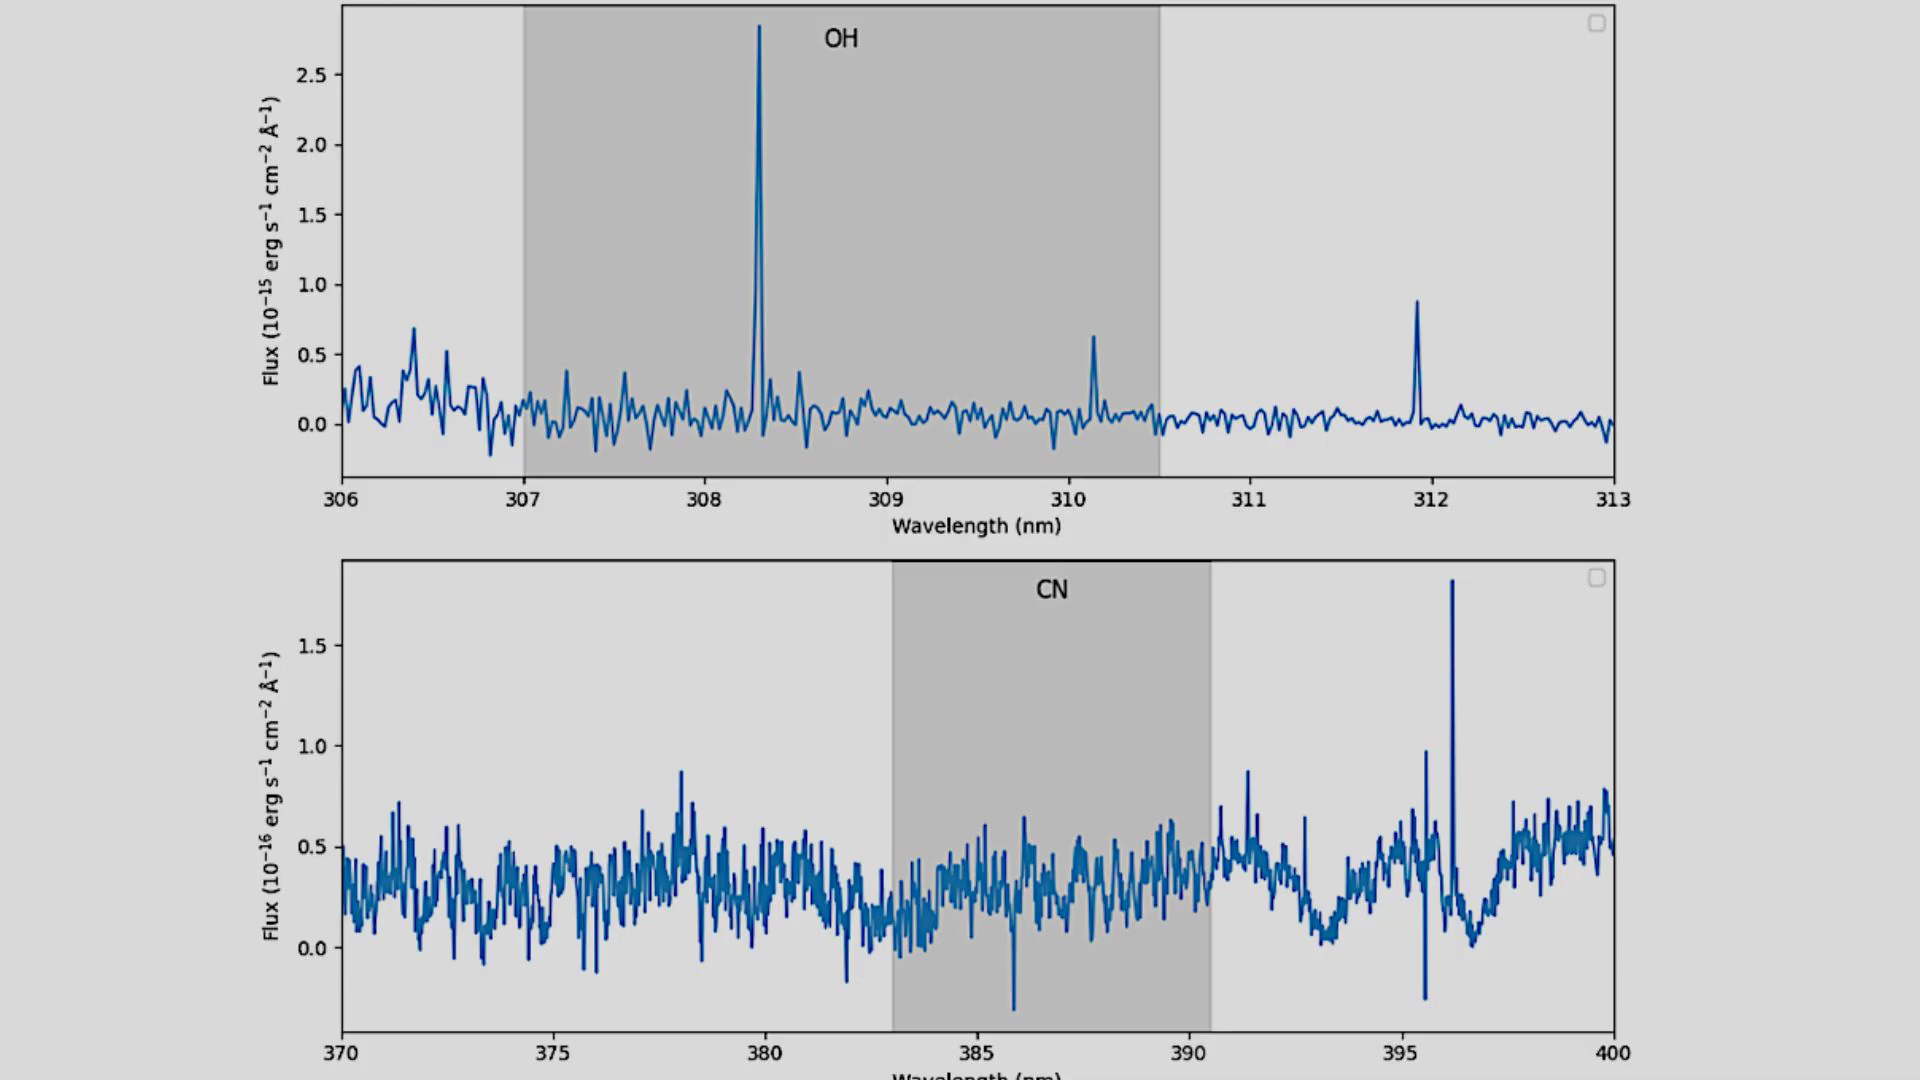 OH
2.5
2.0
1.5
1.0
0.5
0.0
Flux (10⁻¹⁵ erg s⁻¹ cm⁻² Å⁻¹)
306 307 308 309 310 311 312 313
Wavelength (nm)
CN
1.5
1.0
0.5
0.0
Flux (10⁻¹⁶ erg s⁻¹ cm⁻² Å⁻¹)
370 375 380 385 390 395 400
Wavelength (nm)